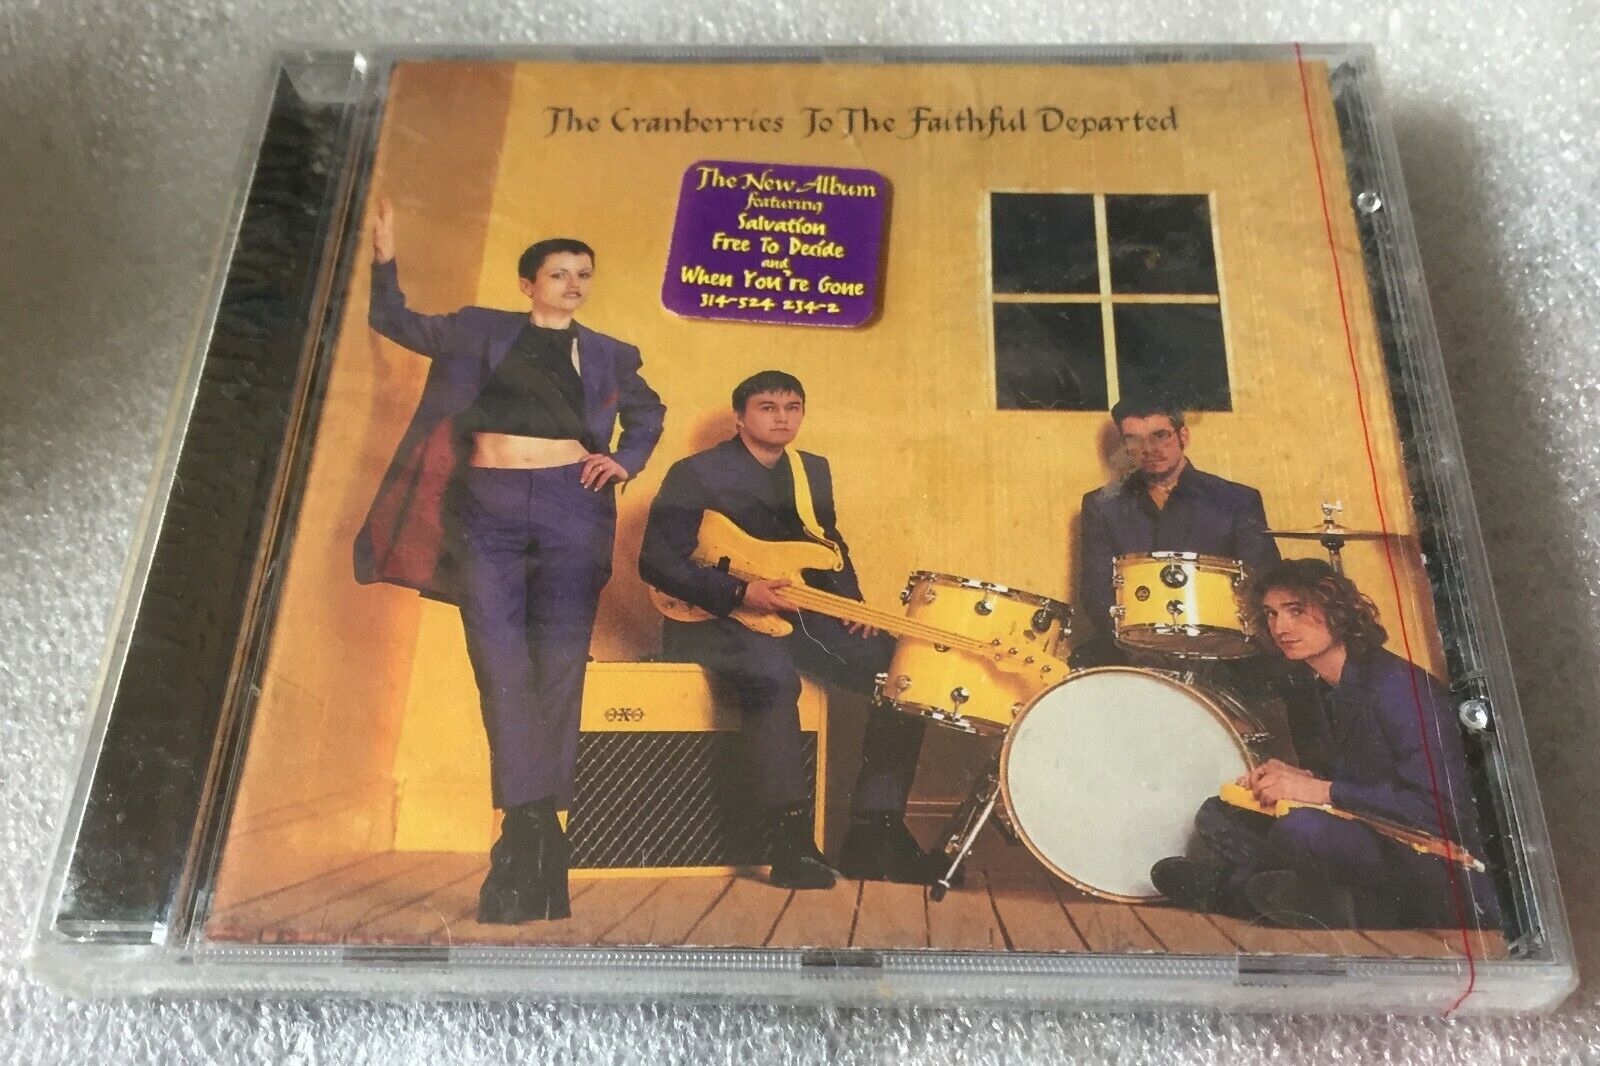 The Cranberries To The Faithful Departed
The New Album
featuring
Salvation
Free To Decide
and
When You're Gone
314-524 234-2
OXO